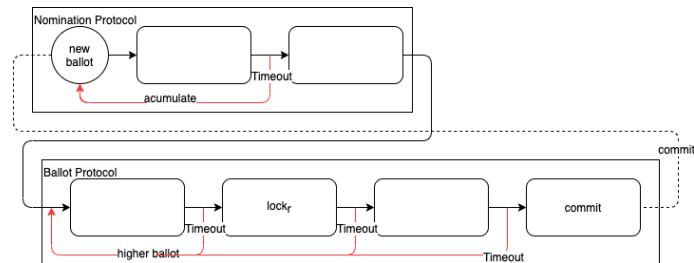 Nomination Protocol
new
ballot
Timeout
acumulate
commit
Ballot Protocol
lockr
commit
Timeout
Timeout
Timeout
higher ballot